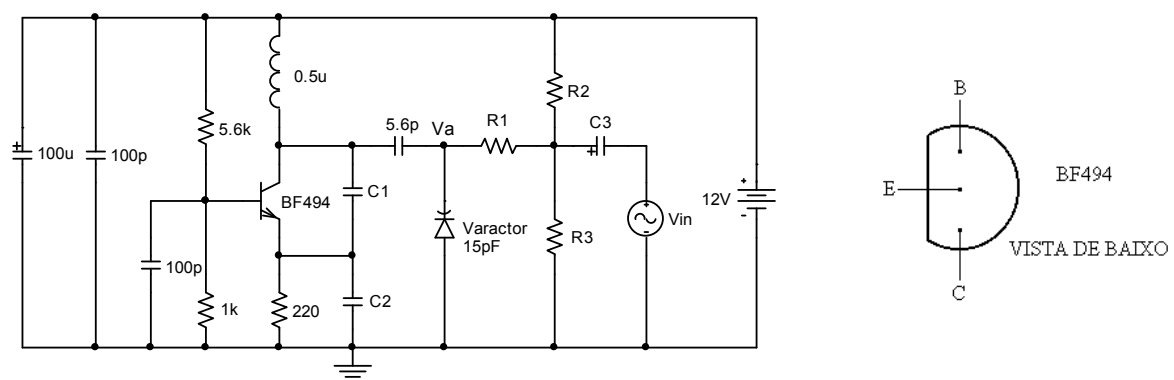 100u
100p
5.6k
100p
1k
0.5u
BF494
220
C1
C2
5.6p
Va
Varactor
15pF
R1
R2
R3
C3
Vin
12V
+
-
B
E
C
BF494
VISTA DE BAIXO